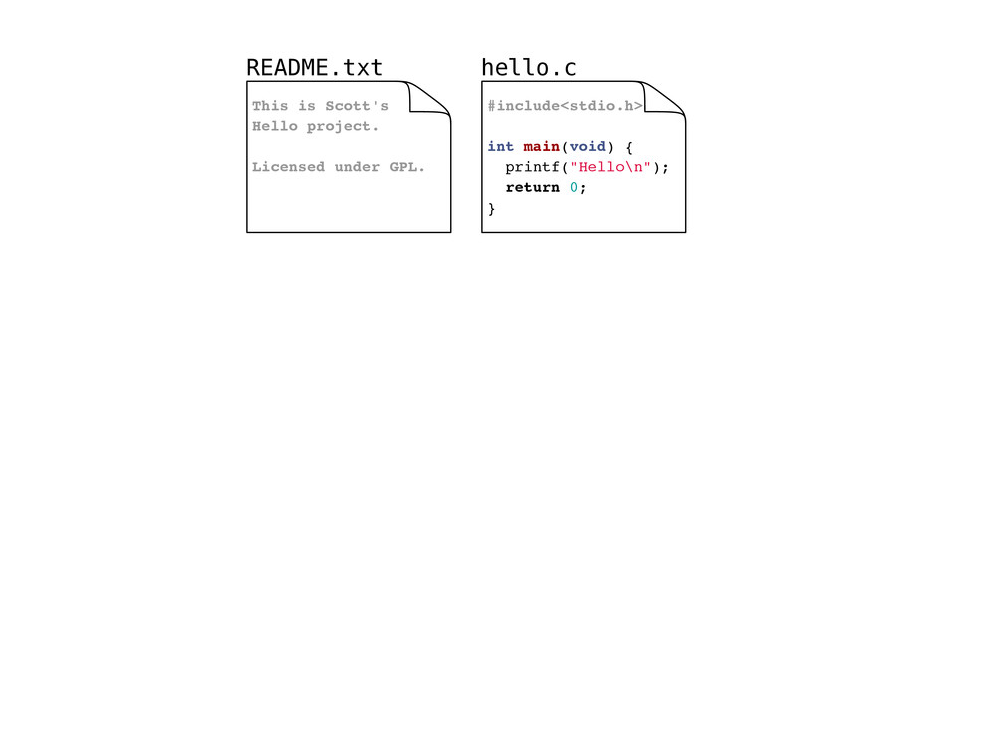 README.txt
This is Scott's
Hello project.
Licensed under GPL.
hello.c
#include<stdio.h>
int main(void) {
  printf("Hello\n");
  return 0;
}